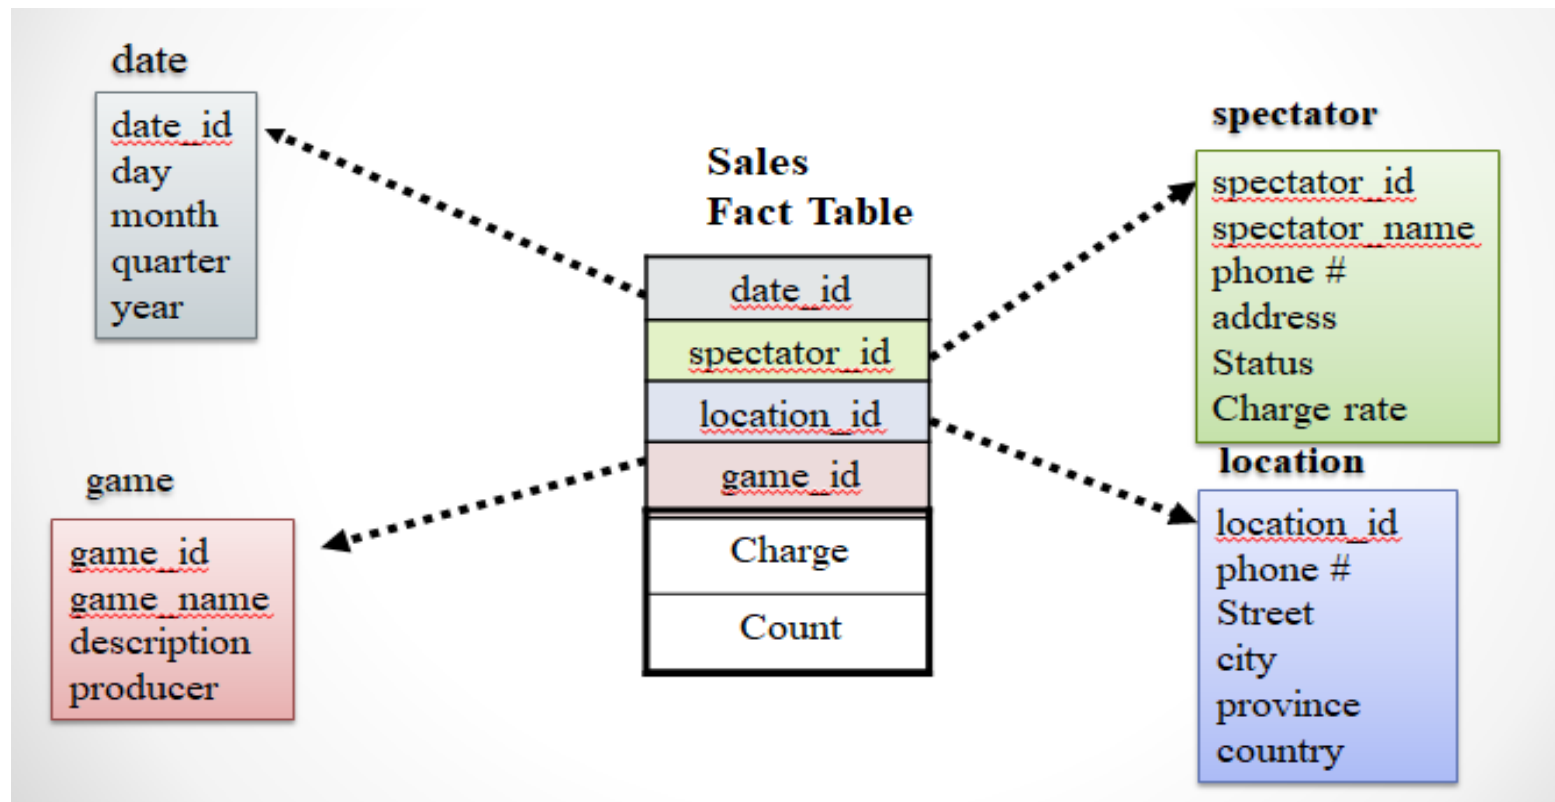 date
date_id
day
month
quarter
year
game
game_id
game_name
description
producer
Sales
Fact Table
date_id
spectator_id
location_id
game_id
Charge
Count
spectator
spectator_id
spectator_name
phone #
address
Status
Charge rate
location
location_id
phone #
Street
city
province
country